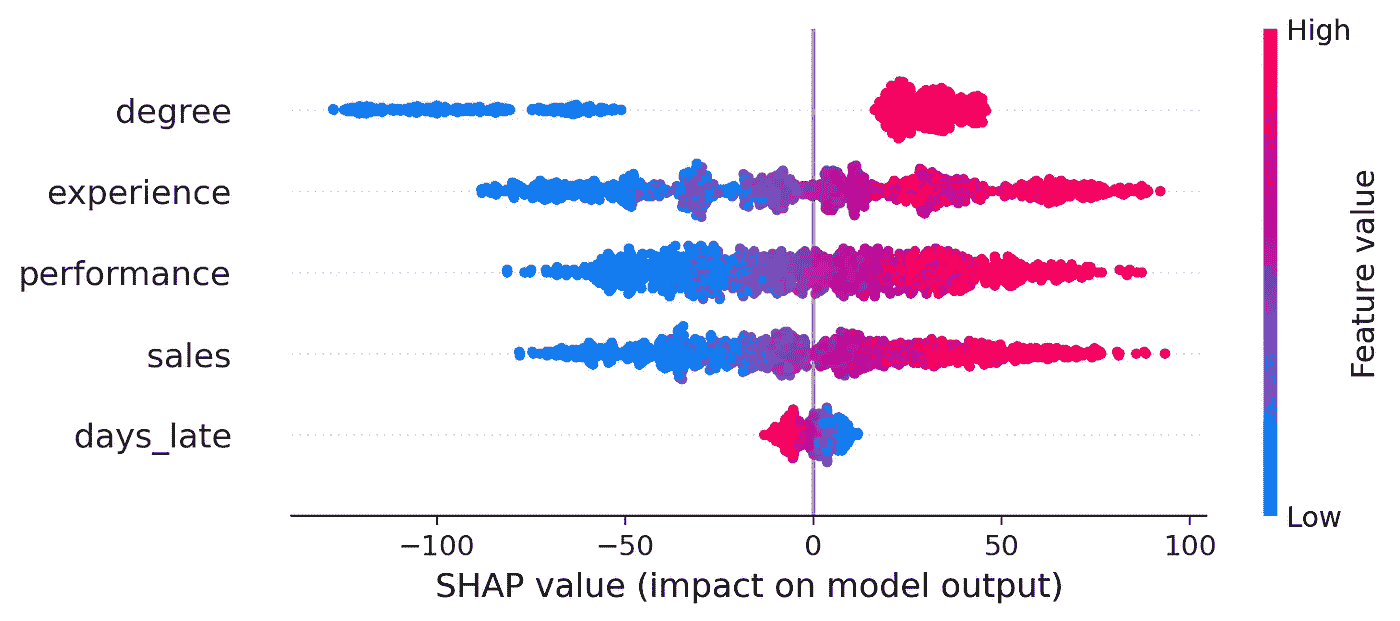 High
degree
experience
performance
sales
days_late
Low
Feature value
−100
−50
0
50
100
SHAP value (impact on model output)